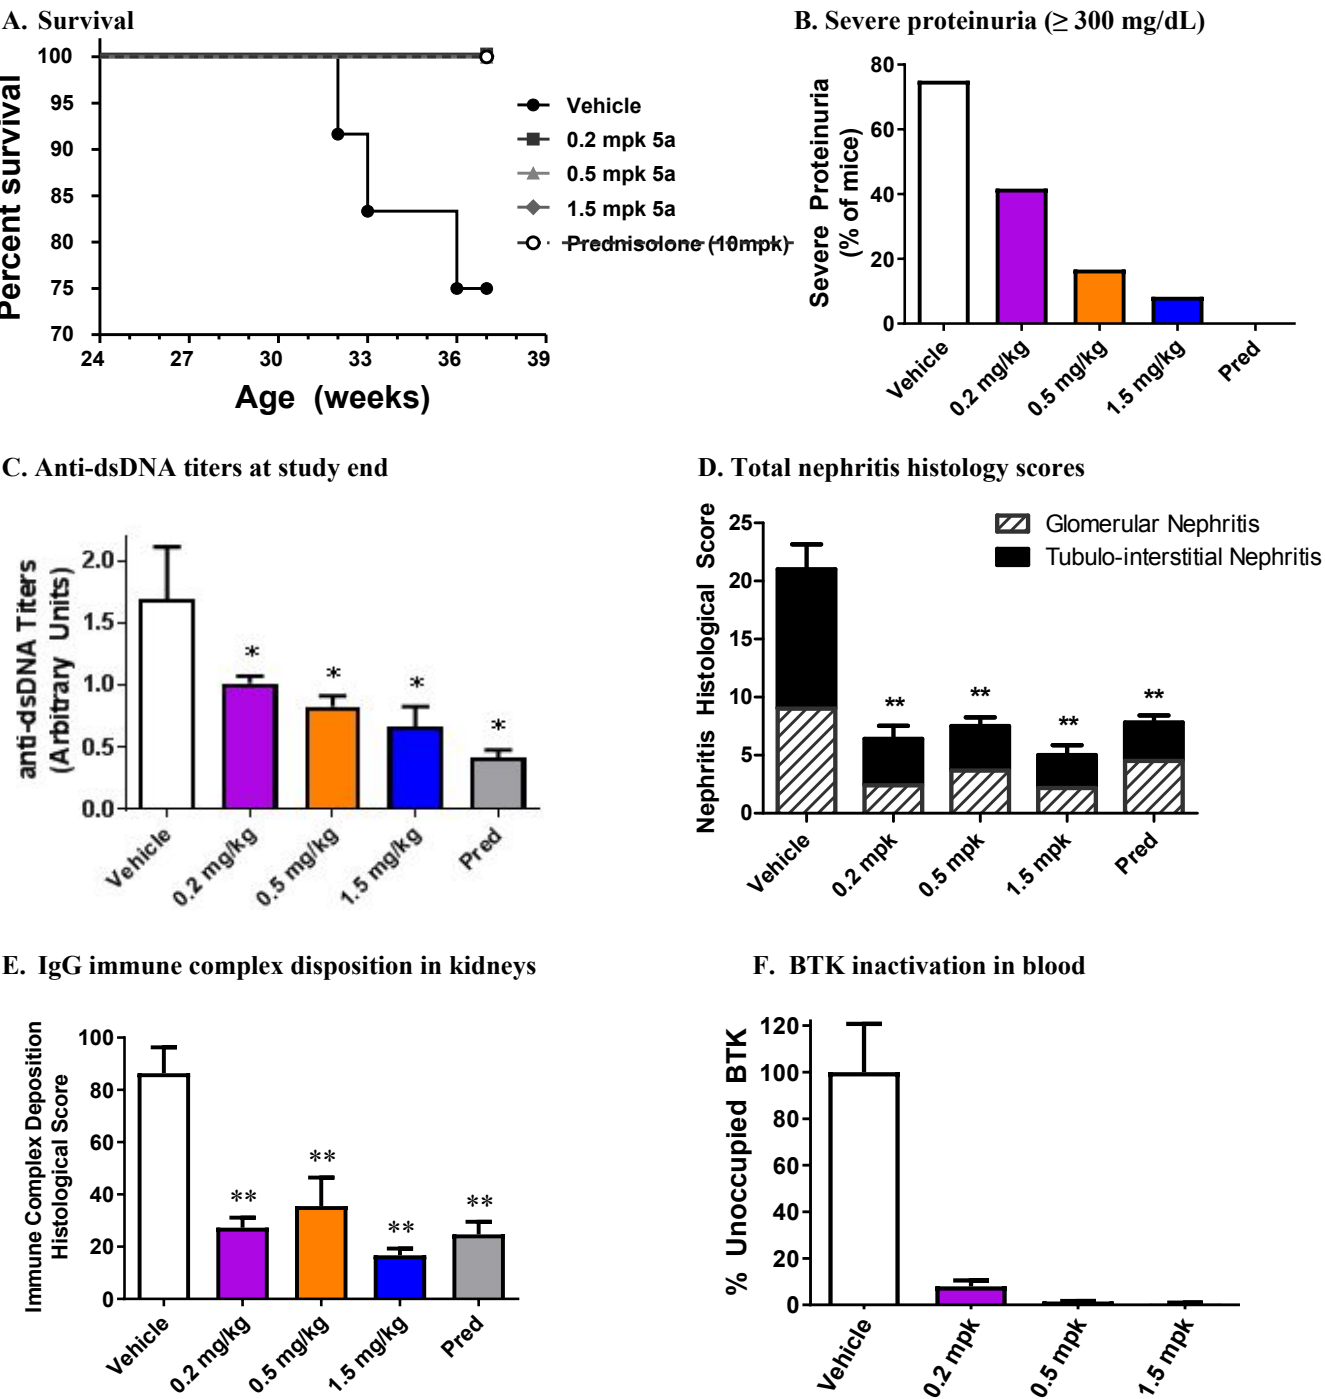 A. Survival
Percent survival
100
95
90
85
80
75
70
24 27 30 33 36 39
Age (weeks)
Vehicle
0.2 mpk 5a
0.5 mpk 5a
1.5 mpk 5a
Prednisolone (10mpk)
B. Severe proteinuria (≥ 300 mg/dL)
Severe Proteinuria
(% of mice)
80
60
40
20
0
Vehicle
0.2 mg/kg
0.5 mg/kg
1.5 mg/kg
Pred
C. Anti-dsDNA titers at study end
anti-dsDNA Titers
(Arbitrary Units)
2.0
1.5
1.0
0.5
0.0
*
*
*
*
Vehicle
0.2 mg/kg
0.5 mg/kg
1.5 mg/kg
Pred
D. Total nephritis histology scores
Nephritis Histological Score
25
20
15
10
5
0
Glomerular Nephritis
Tubulo-interstitial Nephritis
**
**
**
**
Vehicle
0.2 mpk
0.5 mpk
1.5 mpk
Pred
E. IgG immune complex disposition in kidneys
Immune Complex Deposition
Histological Score
100
80
60
40
20
0
**
**
**
**
Vehicle
0.2 mg/kg
0.5 mg/kg
1.5 mg/kg
Pred
F. BTK inactivation in blood
% Unoccupied BTK
120
100
80
60
40
20
0
Vehicle
0.2 mpk
0.5 mpk
1.5 mpk